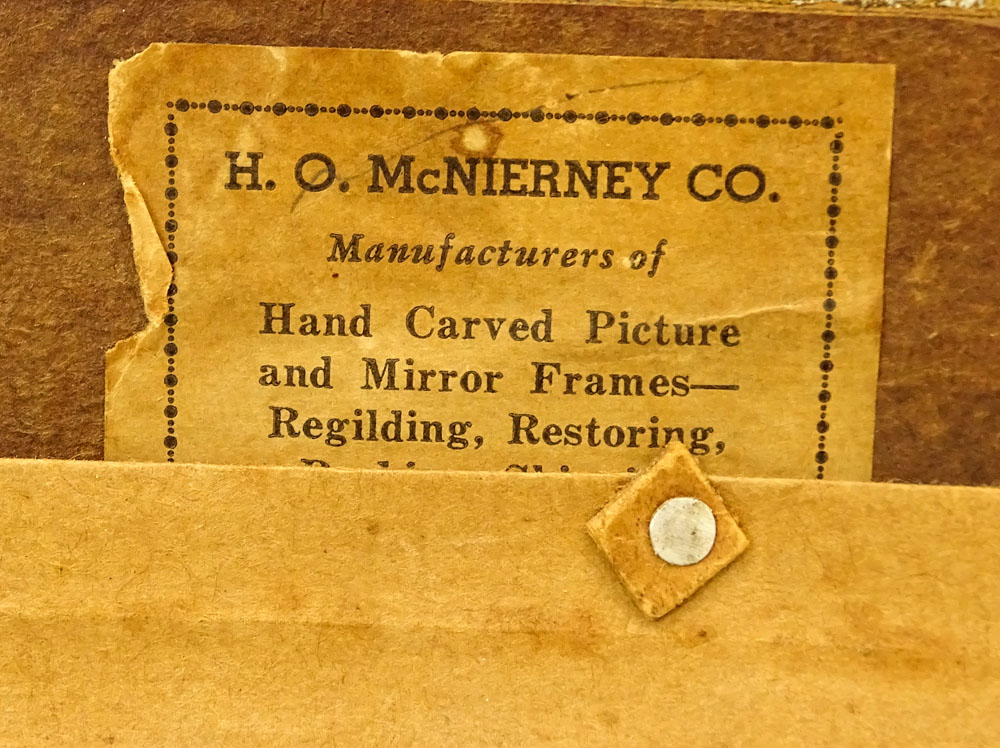 H. O. McNIERNEY CO.
Manufacturers of
Hand Carved Picture
and Mirror Frames—
Regilding, Restoring,